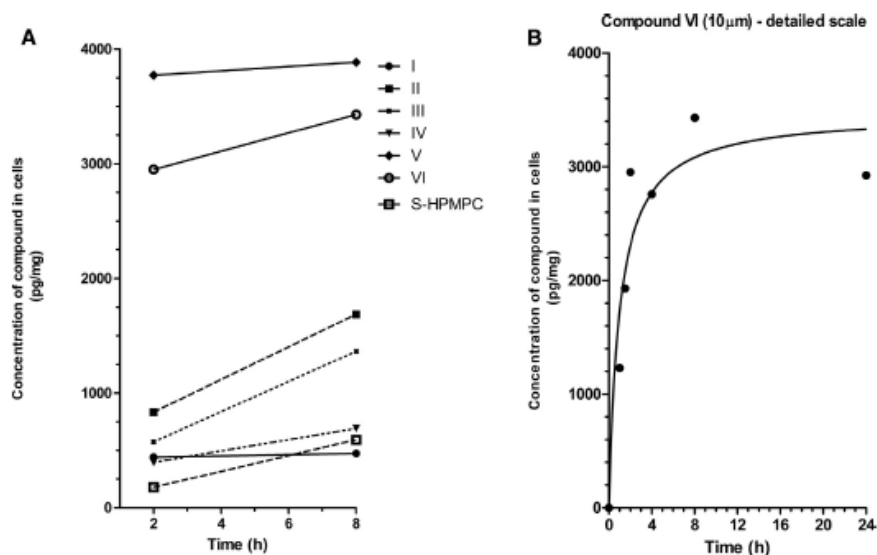 A
4000
3000
2000
1000
0
2
4
6
8
Time (h)
Concentration of compound in cells
(pg/mg)
I
II
III
IV
V
VI
S-HPMPC
B
Compound VI (10μm) - detailed scale
4000
3000
2000
1000
0
0
4
8
12
16
20
24
Time (h)
Concentration of compound in cells
(pg/mg)